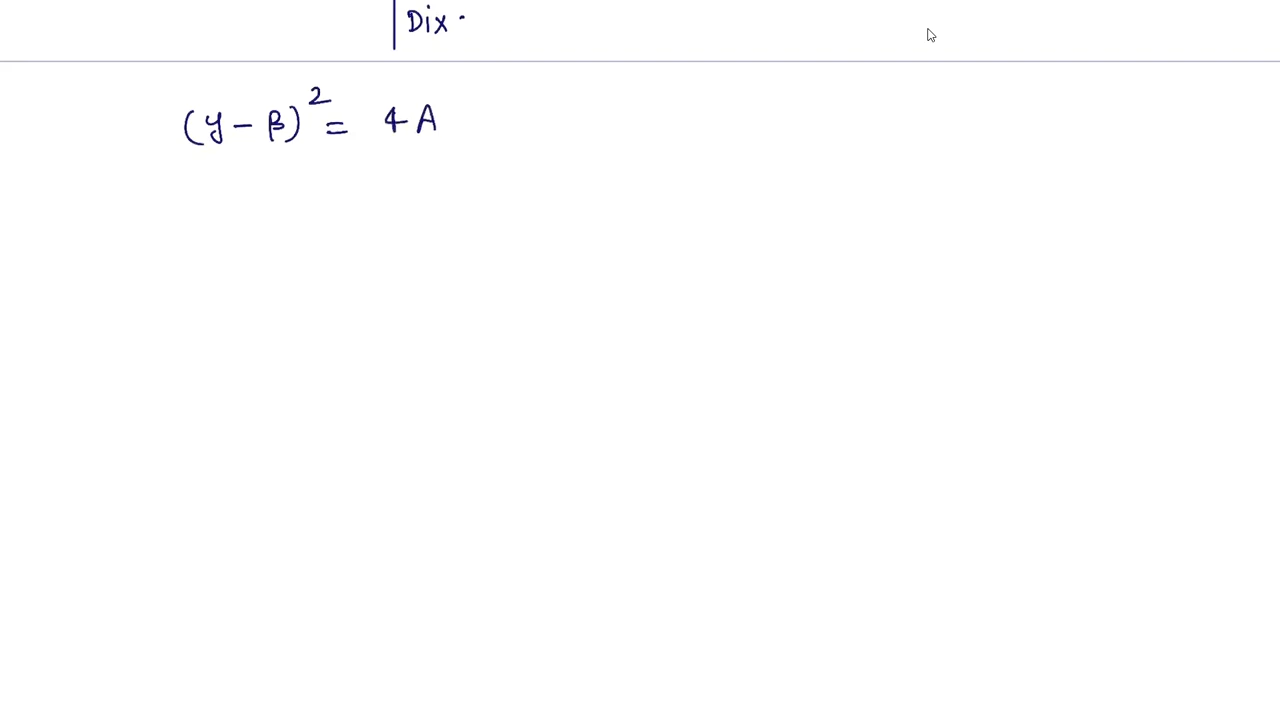 Dix.
(y-β)² = 4A